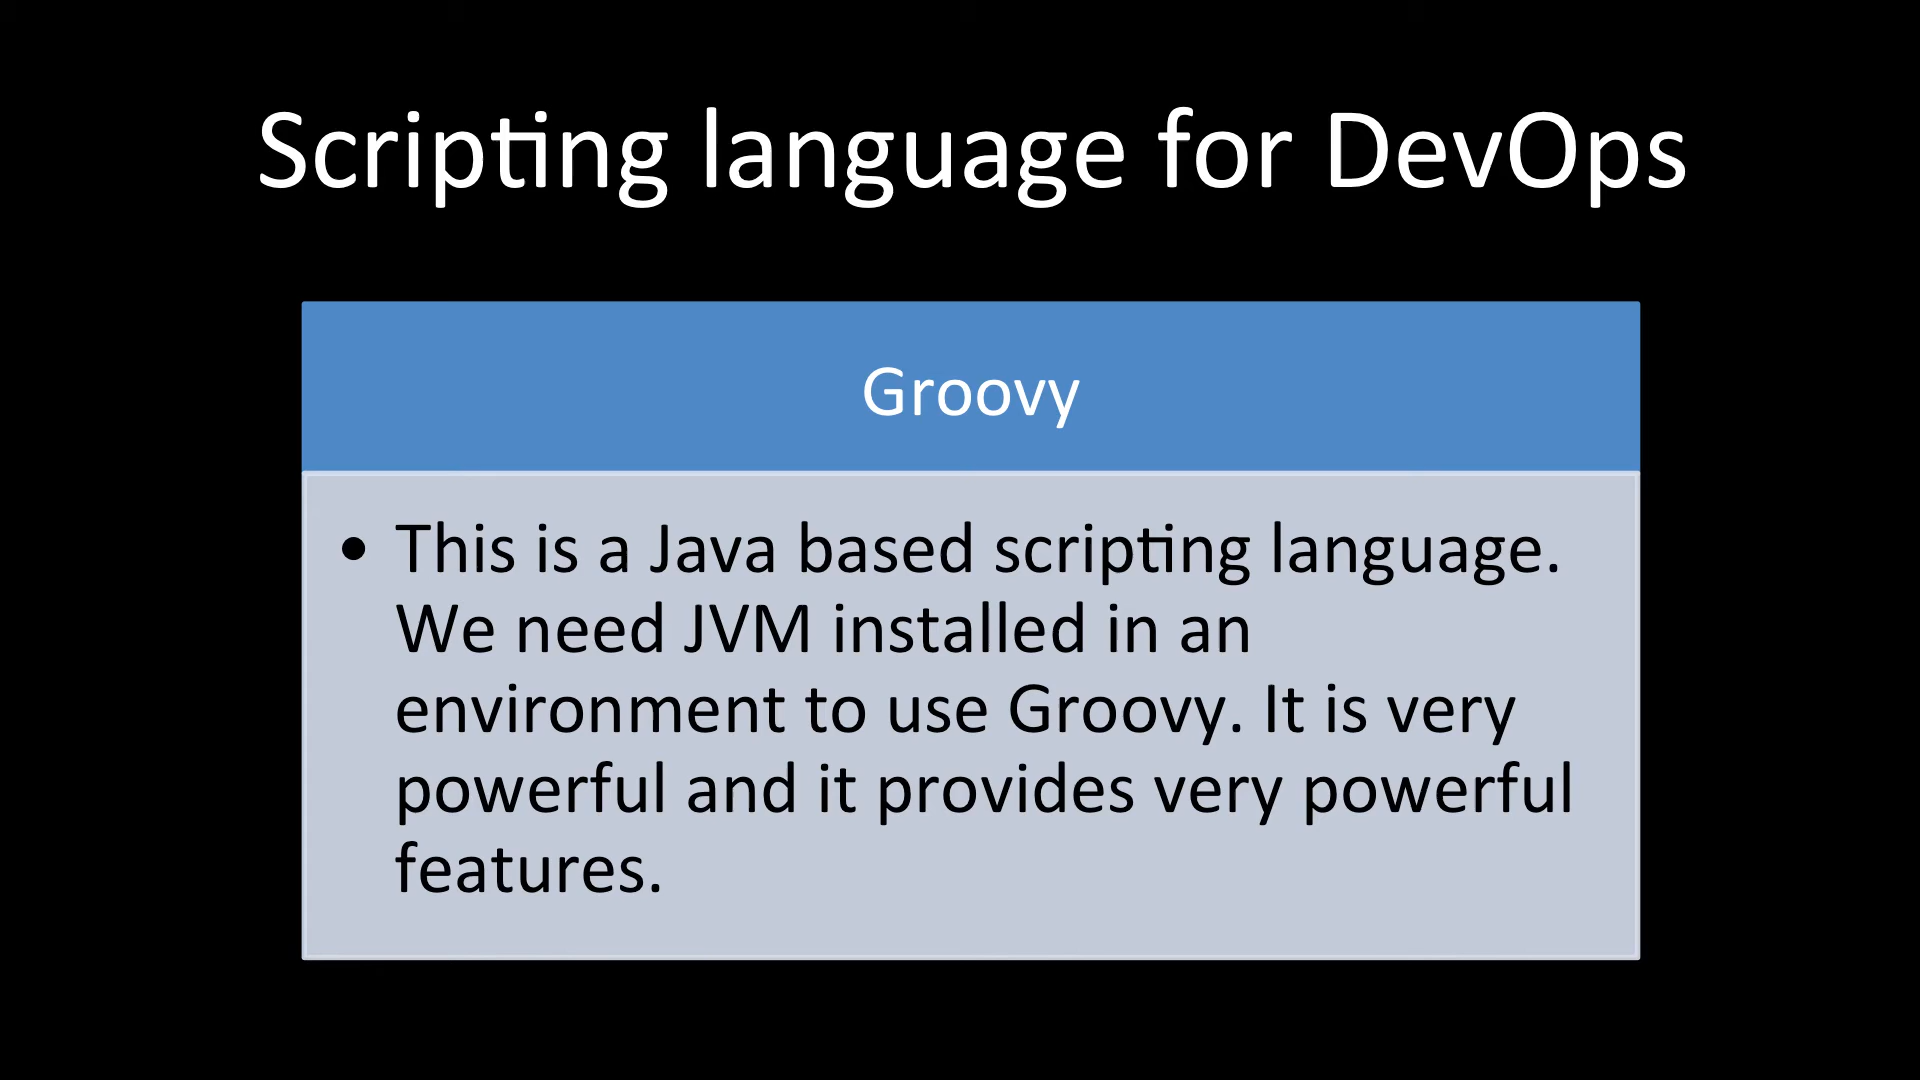 Scripting language for DevOps
Groovy
• This is a Java based scripting language.
We need JVM installed in an
environment to use Groovy. It is very
powerful and it provides very powerful
features.